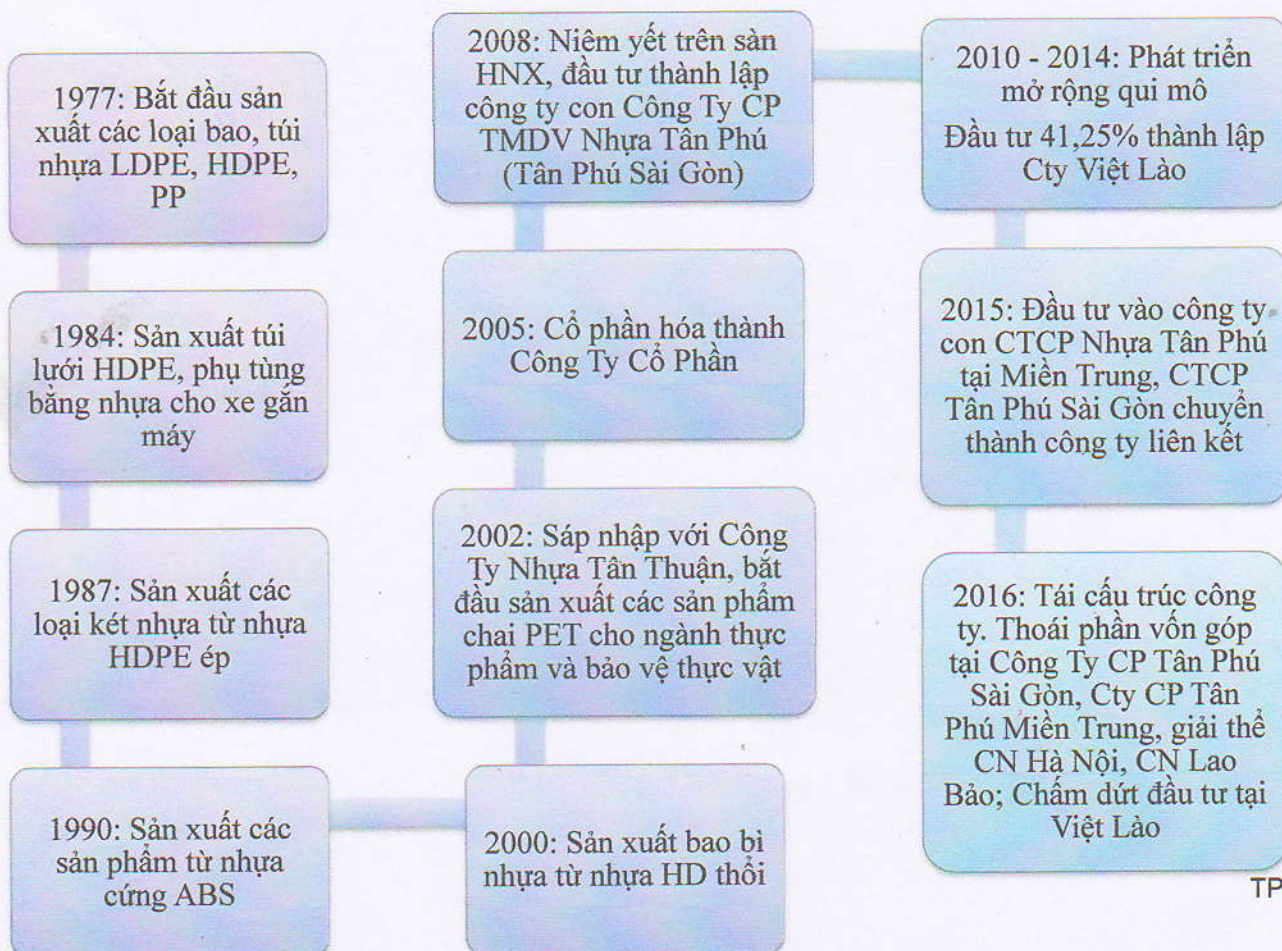 1977: Bắt đầu sản
xuất các loại bao, túi
nhựa LDPE, HDPE,
PP
1984: Sản xuất túi
lưới HDPE, phụ tùng
bằng nhựa cho xe gắn
máy
1987: Sản xuất các
loại két nhựa từ nhựa
HDPE ép
1990: Sản xuất các
sản phẩm từ nhựa
cứng ABS
2000: Sản xuất bao bì
nhựa từ nhựa HD thổi
2002: Sáp nhập với Công
Ty Nhựa Tân Thuận, bắt
đầu sản xuất các sản phẩm
chai PET cho ngành thực
phẩm và bảo vệ thực vật
2005: Cổ phần hóa thành
Công Ty Cổ Phần
2008: Niêm yết trên sàn
HNX, đầu tư thành lập
công ty con Công Ty CP
TMDV Nhựa Tân Phú
(Tân Phú Sài Gòn)
2010 - 2014: Phát triển
mở rộng qui mô
Đầu tư 41,25% thành lập
Cty Việt Lào
2015: Đầu tư vào công ty
con CTCP Nhựa Tân Phú
tại Miền Trung, CTCP
Tân Phú Sài Gòn chuyển
thành công ty liên kết
2016: Tái cấu trúc công
ty. Thoái phần vốn góp
tại Công Ty CP Tân Phú
Sài Gòn, Cty CP Tân
Phú Miền Trung, giải thể
CN Hà Nội, CN Lao
Bảo; Chấm dứt đầu tư tại
Việt Lào
TP